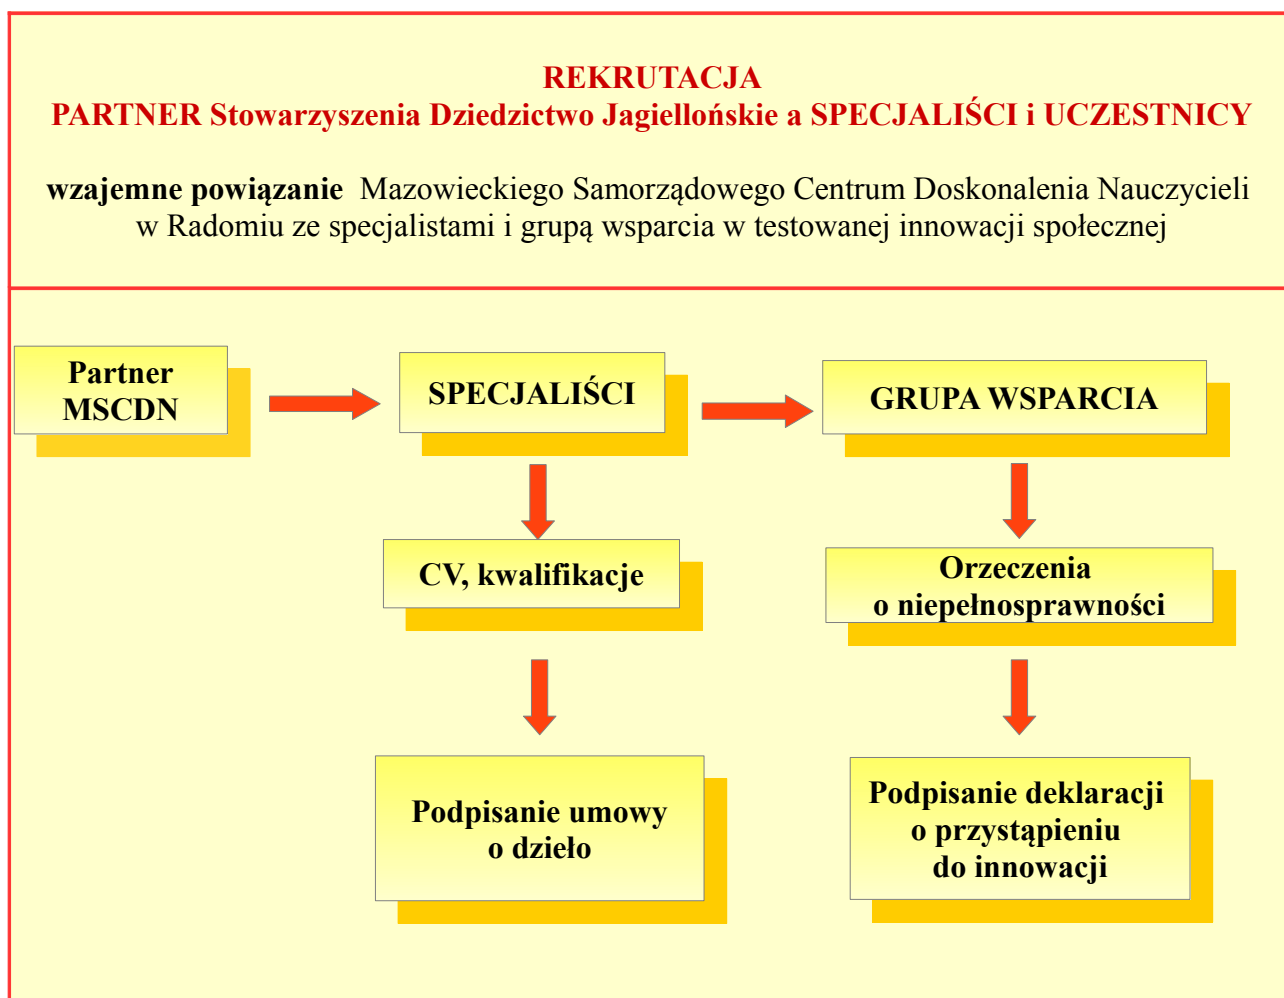 REKRUTACJA
PARTNER Stowarzyszenia Dziedzictwo Jagiellońskie a SPECJALIŚCI i UCZESTNICY
wzajemne powiązanie Mazowieckiego Samorządowego Centrum Doskonalenia Nauczycieli
w Radomiu ze specjalistami i grupą wsparcia w testowanej innowacji społecznej
Partner
MSCDN
SPECJALIŚCI
GRUPA WSPARCIA
CV, kwalifikacje
Orzeczenia
o niepełnosprawności
Podpisanie umowy
o dzieło
Podpisanie deklaracji
o przystąpieniu
do innowacji